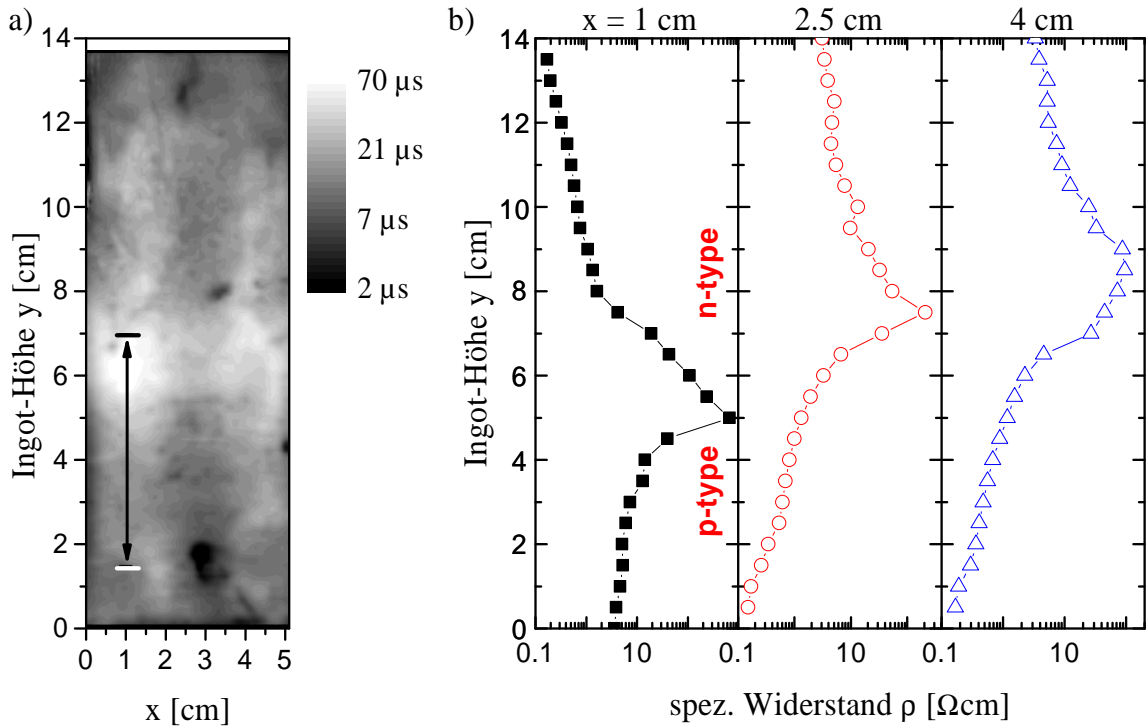 a)
b)
x = 1 cm
2.5 cm
4 cm
Ingot-Höhe y [cm]
14
12
10
8
6
4
2
0
0
1
2
3
4
5
x [cm]
70 µs
21 µs
7 µs
2 µs
Ingot-Höhe y [cm]
14
12
10
8
6
4
2
0
n-type
p-type
0.1
10
0.1
10
0.1
10
spez. Widerstand ρ [Ωcm]